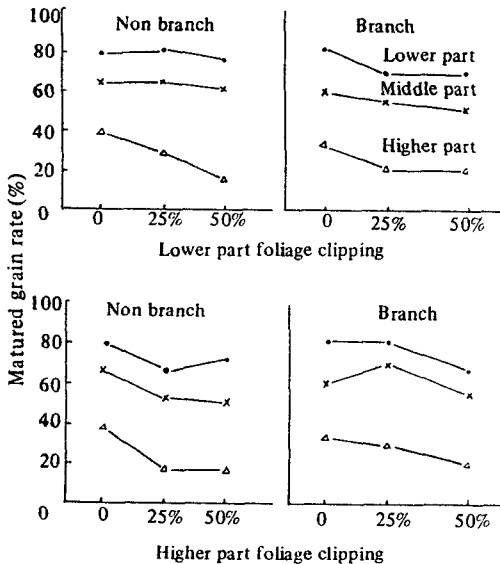 100
Non branch
Branch
80
Lower part
60
Middle part
40
Higher part
20
0
0 25% 50%
0 25% 50%
Lower part foliage clipping
Matured grain rate (%)
100
Non branch
Branch
80
60
40
20
0
0 25% 50%
0 25% 50%
Higher part foliage clipping